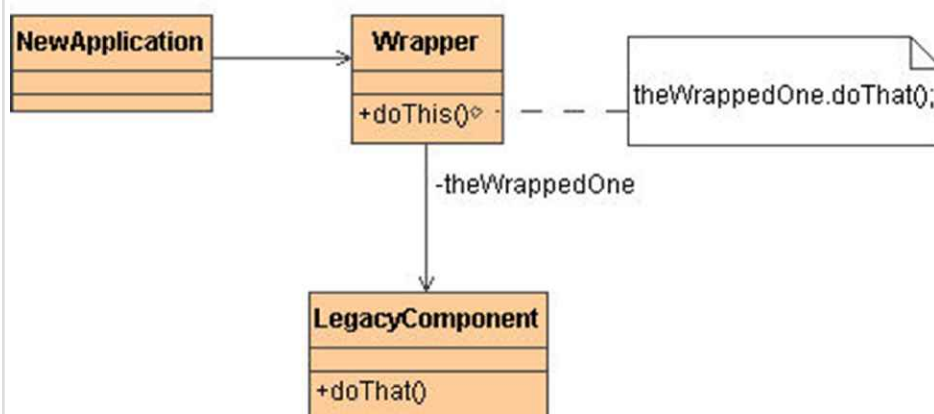 NewApplication
Wrapper
+doThis()
theWrappedOne.doThat();
-theWrappedOne
LegacyComponent
+doThat()